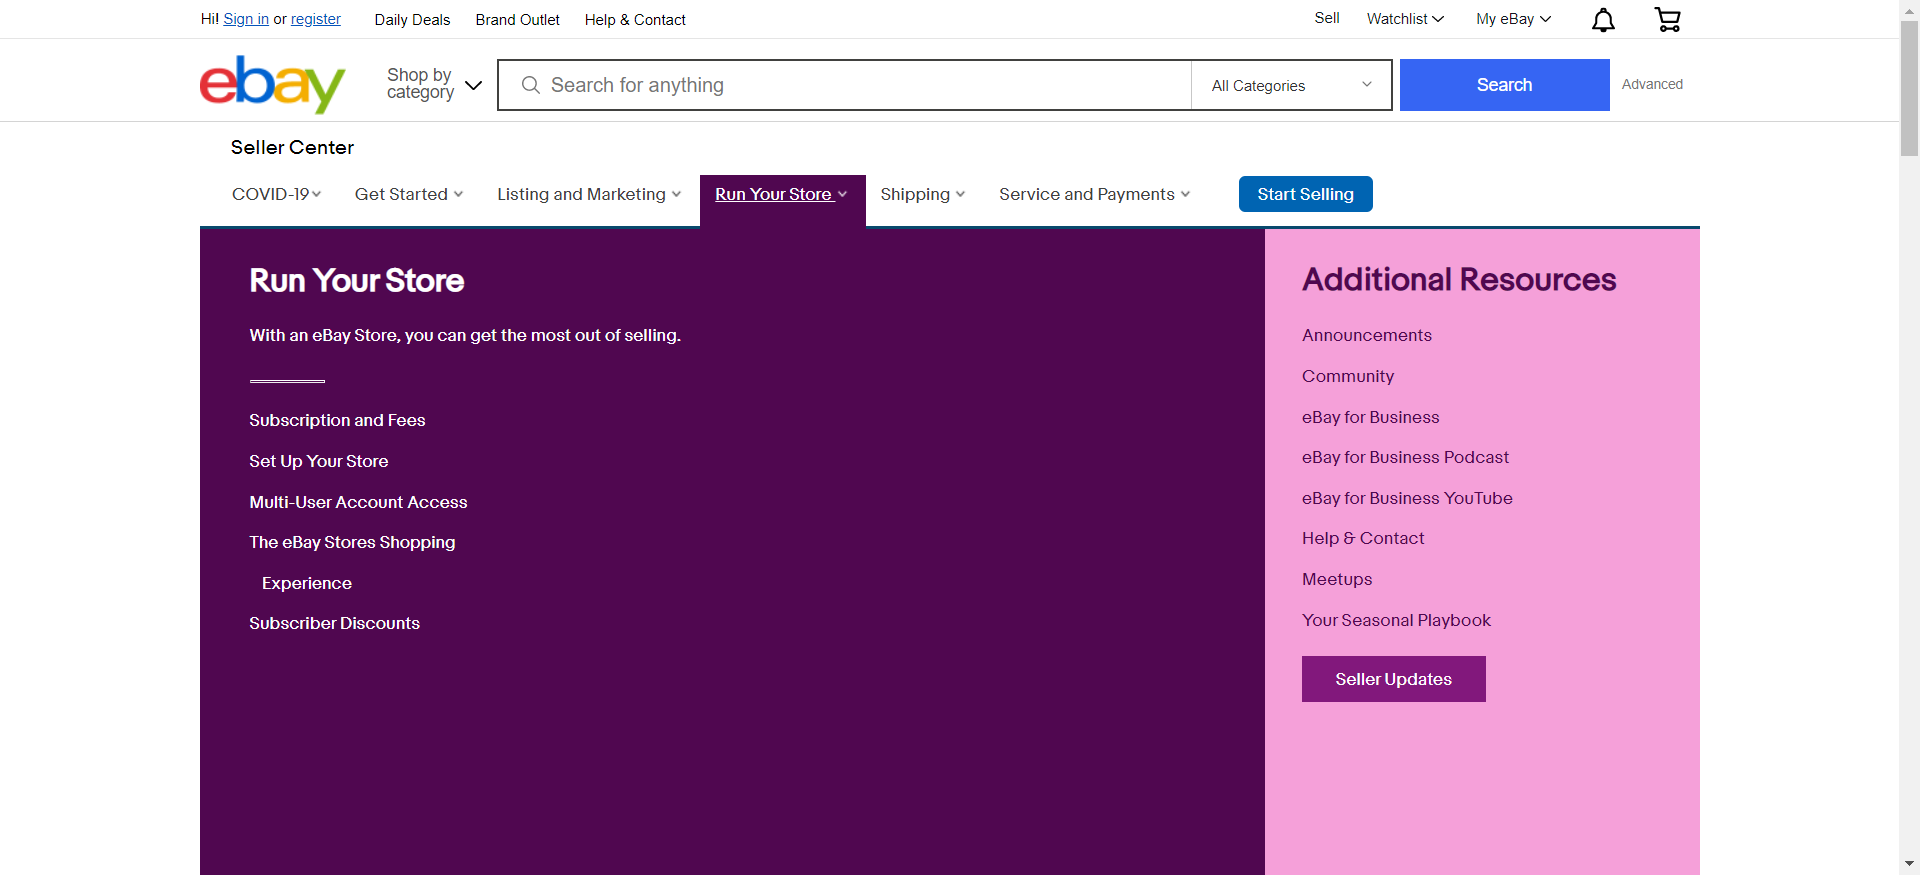 Hi! Sign in or register
Daily Deals
Brand Outlet
Help & Contact
Sell
Watchlist
My eBay
ebay
Shop by
category
Search for anything
All Categories
Search
Advanced
Seller Center
COVID-19
Get Started
Listing and Marketing
Run Your Store
Shipping
Service and Payments
Start Selling
Run Your Store
With an eBay Store, you can get the most out of selling.
Subscription and Fees
Set Up Your Store
Multi-User Account Access
The eBay Stores Shopping
Experience
Subscriber Discounts
Additional Resources
Announcements
Community
eBay for Business
eBay for Business Podcast
eBay for Business YouTube
Help & Contact
Meetups
Your Seasonal Playbook
Seller Updates